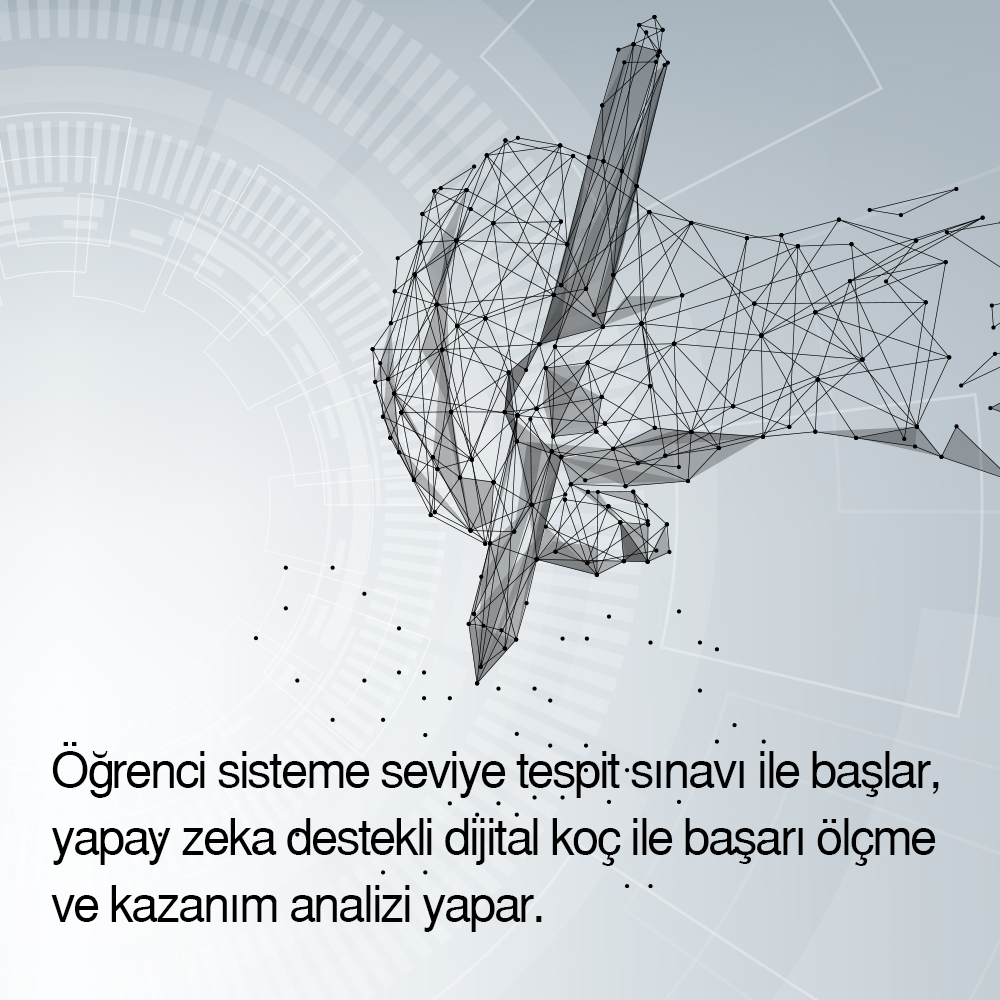 Öğrenci sisteme seviye tespit sınavı ile başlar,
yapay zeka destekli dijital koç ile başarı ölçme
ve kazanım analizi yapar.